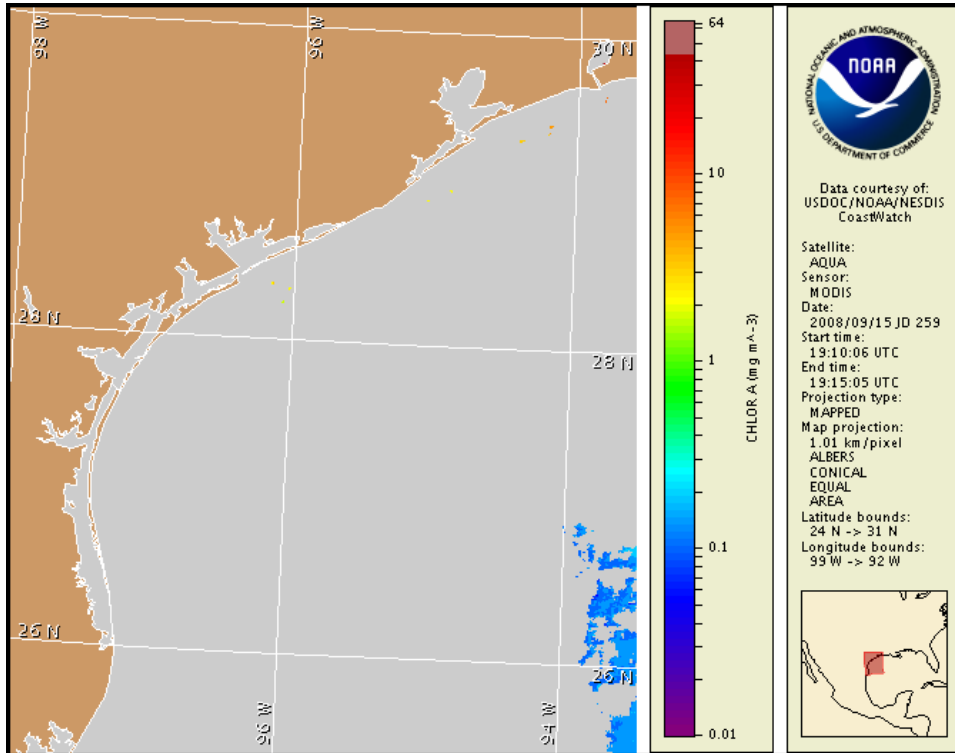 98 W
96 W
30 N
28 N
28 N
26 N
26 N
96 W
94 W
64
10
1
0.1
0.01
CHLOR A (mg m^-3)
NATIONAL OCEANIC AND ATMOSPHERIC ADMINISTRATION
NOAA
U.S. DEPARTMENT OF COMMERCE
Data courtesy of:
USDOC/NOAA/NESDIS
CoastWatch
Satellite:
AQUA
Sensor:
MODIS
Date:
2008/09/15 JD 259
Start time:
19:10:06 UTC
End time:
19:15:05 UTC
Projection type:
MAPPED
Map projection:
1.01 km/pixel
ALBERS
CONICAL
EQUAL
AREA
Latitude bounds:
24 N -> 31 N
Longitude bounds:
99 W -> 92 W